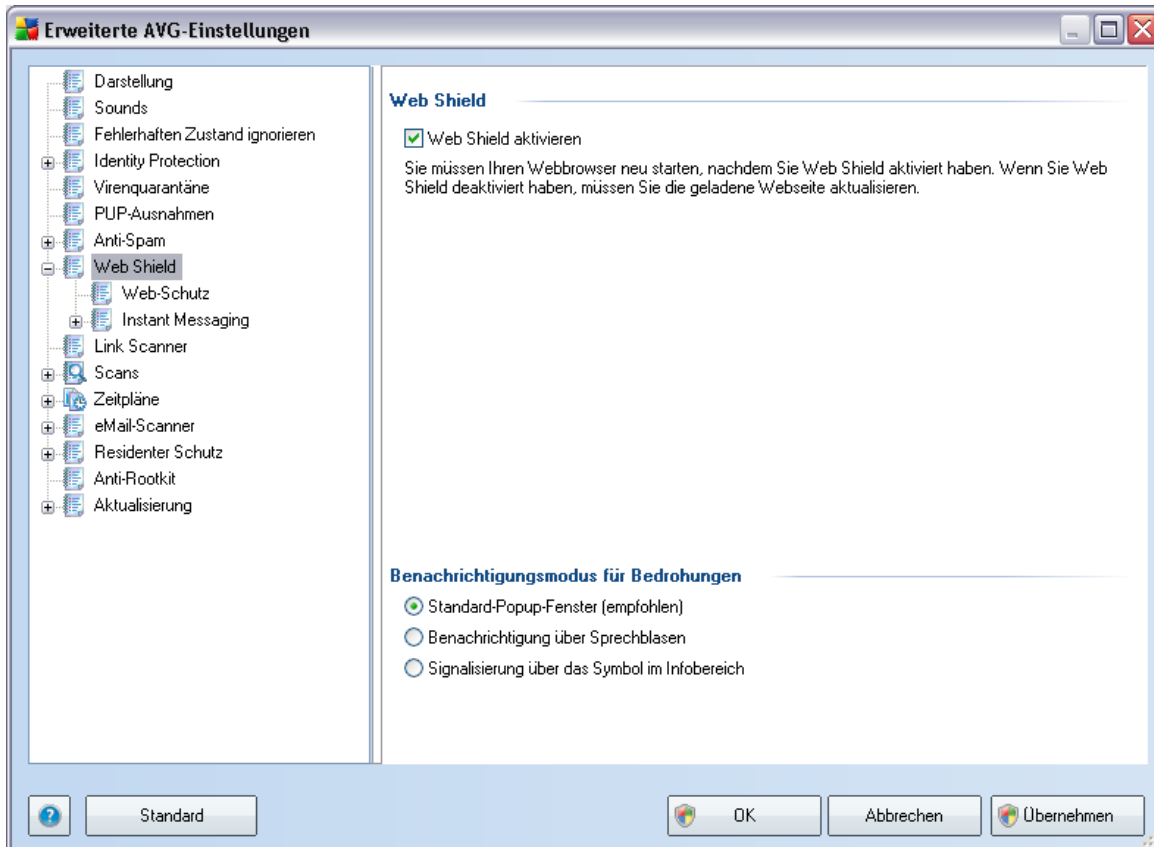 Erweiterte AVG-Einstellungen
Darstellung
Sounds
Fehlerhaften Zustand ignorieren
Identity Protection
Virenquarantäne
PUP-Ausnahmen
Anti-Spam
Web Shield
Web-Schutz
Instant Messaging
Link Scanner
Scans
Zeitpläne
eMail-Scanner
Residenter Schutz
Anti-Rootkit
Aktualisierung
Web Shield
Web Shield aktivieren
Sie müssen Ihren Webbrowser neu starten, nachdem Sie Web Shield aktiviert haben. Wenn Sie Web
Shield deaktiviert haben, müssen Sie die geladene Webseite aktualisieren.
Benachrichtigungsmodus für Bedrohungen
Standard-Popup-Fenster (empfohlen)
Benachrichtigung über Sprechblasen
Signalisierung über das Symbol im Infobereich
?
Standard
OK
Abbrechen
Übernehmen